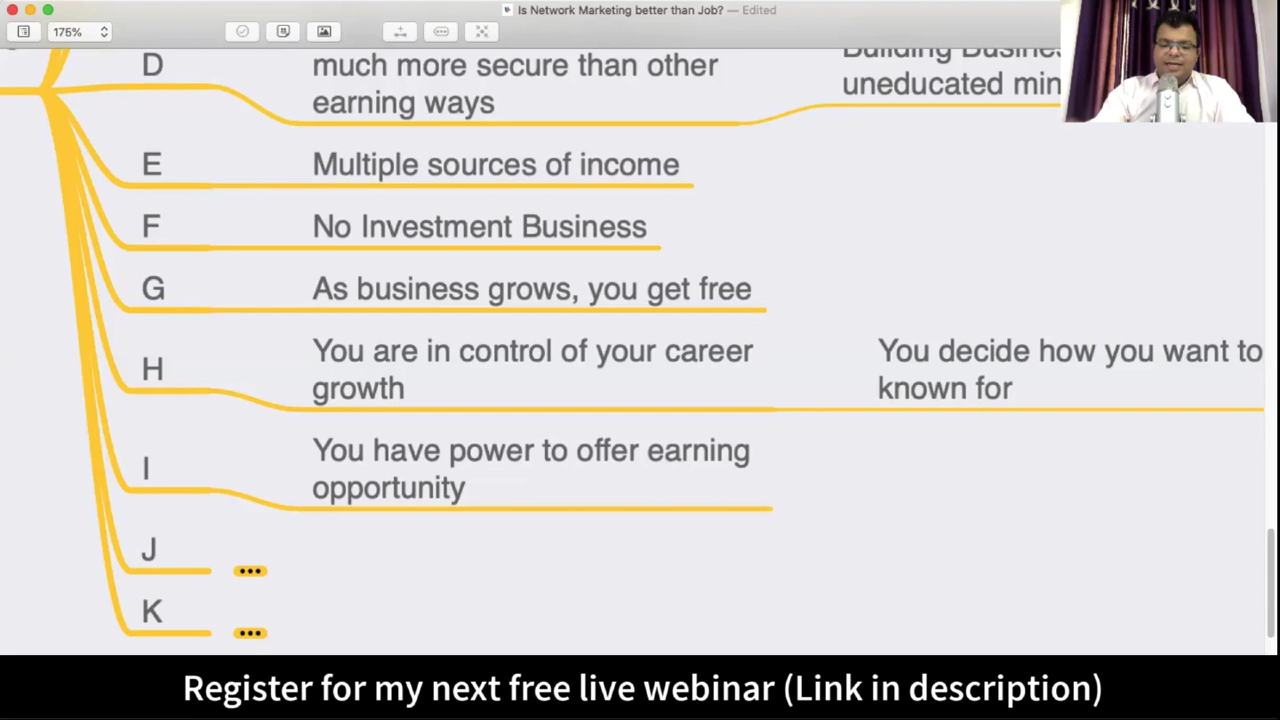 Is Network Marketing better than Job? — Edited
175%
D
much more secure than other
earning ways
Building Busine
uneducated min
E
Multiple sources of income
F
No Investment Business
G
As business grows, you get free
H
You are in control of your career
growth
You decide how you want to
known for
I
You have power to offer earning
opportunity
J
K
Register for my next free live webinar (Link in description)